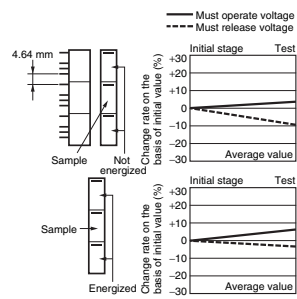 Must operate voltage
Must release voltage
4.64 mm
Sample
Not
energized
Initial stage Test
Change rate on the
basis of initial value (%)
+30
+20
+10
0
−10
−20
−30
Average value
Sample
Energized
Initial stage Test
Change rate on the
basis of initial value (%)
+30
+20
+10
0
−10
−20
−30
Average value